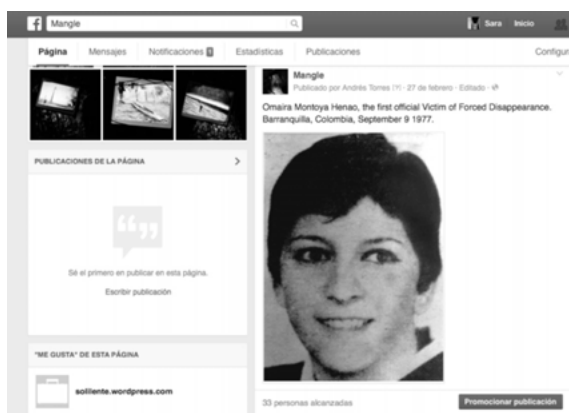 Mangle
Sara Inicio
Página Mensajes Notificaciones Estadísticas Publicaciones Configur
PUBLICACIONES DE LA PÁGINA
Sé el primero en publicar en esta página.
Escribir publicación
"ME GUSTA" DE ESTA PÁGINA
solliente.wordpress.com
Mangle
Publicado por Andrés Torres [?] · 27 de febrero · Editado ·
Omaira Montoya Henao, the first official Victim of Forced Disappearance.
Barranquilla, Colombia, September 9 1977.
33 personas alcanzadas
Promocionar publicación